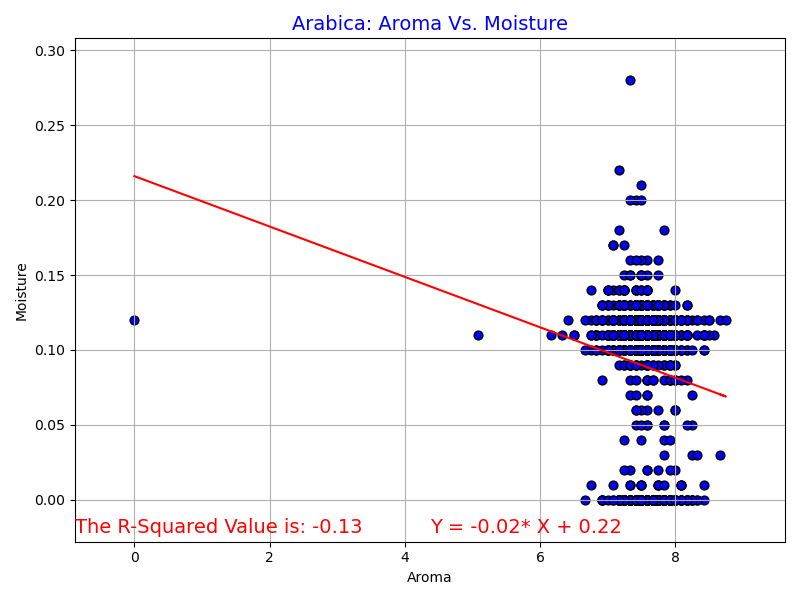 Arabica: Aroma Vs. Moisture
0.30
0.25
0.20
0.15
0.10
0.05
0.00
Moisture
The R-Squared Value is: -0.13
Y = -0.02* X + 0.22
0 2 4 6 8
Aroma